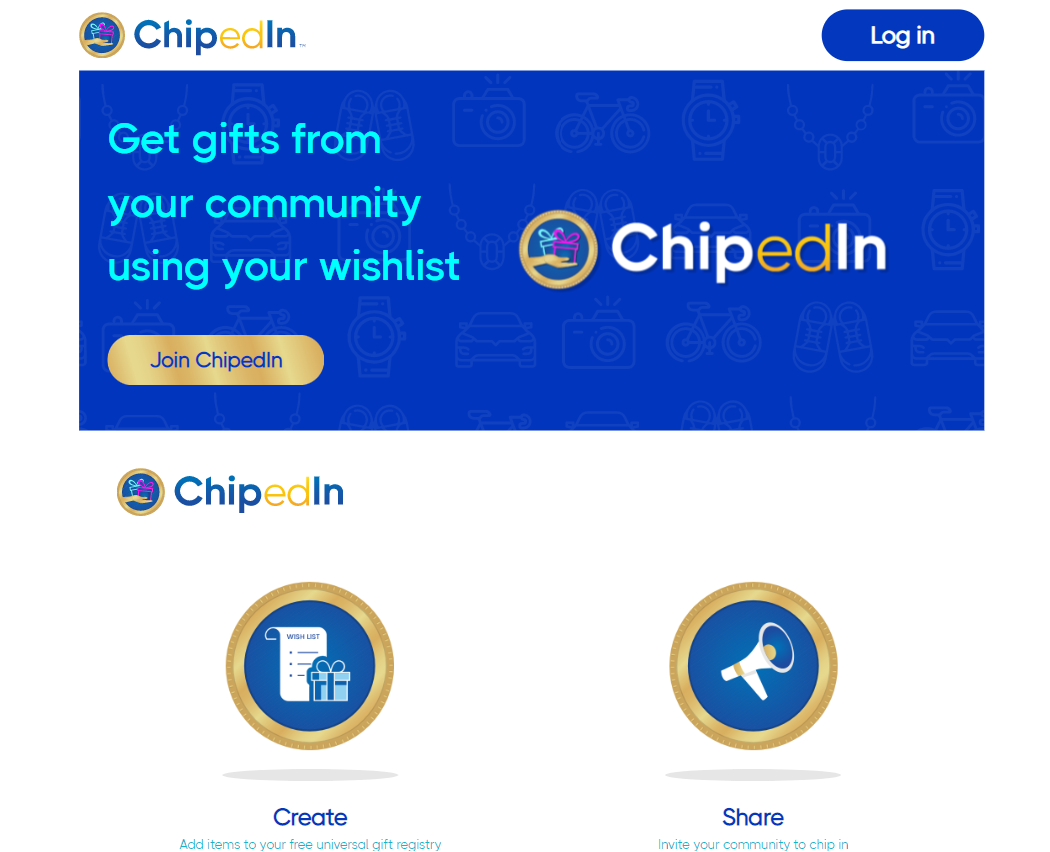 ChipedIn™
Log in
Get gifts from
your community
using your wishlist
ChipedIn
Join ChipedIn
ChipedIn
WISH LIST
Create
Share
Add items to your free universal gift registry
Invite your community to chip in